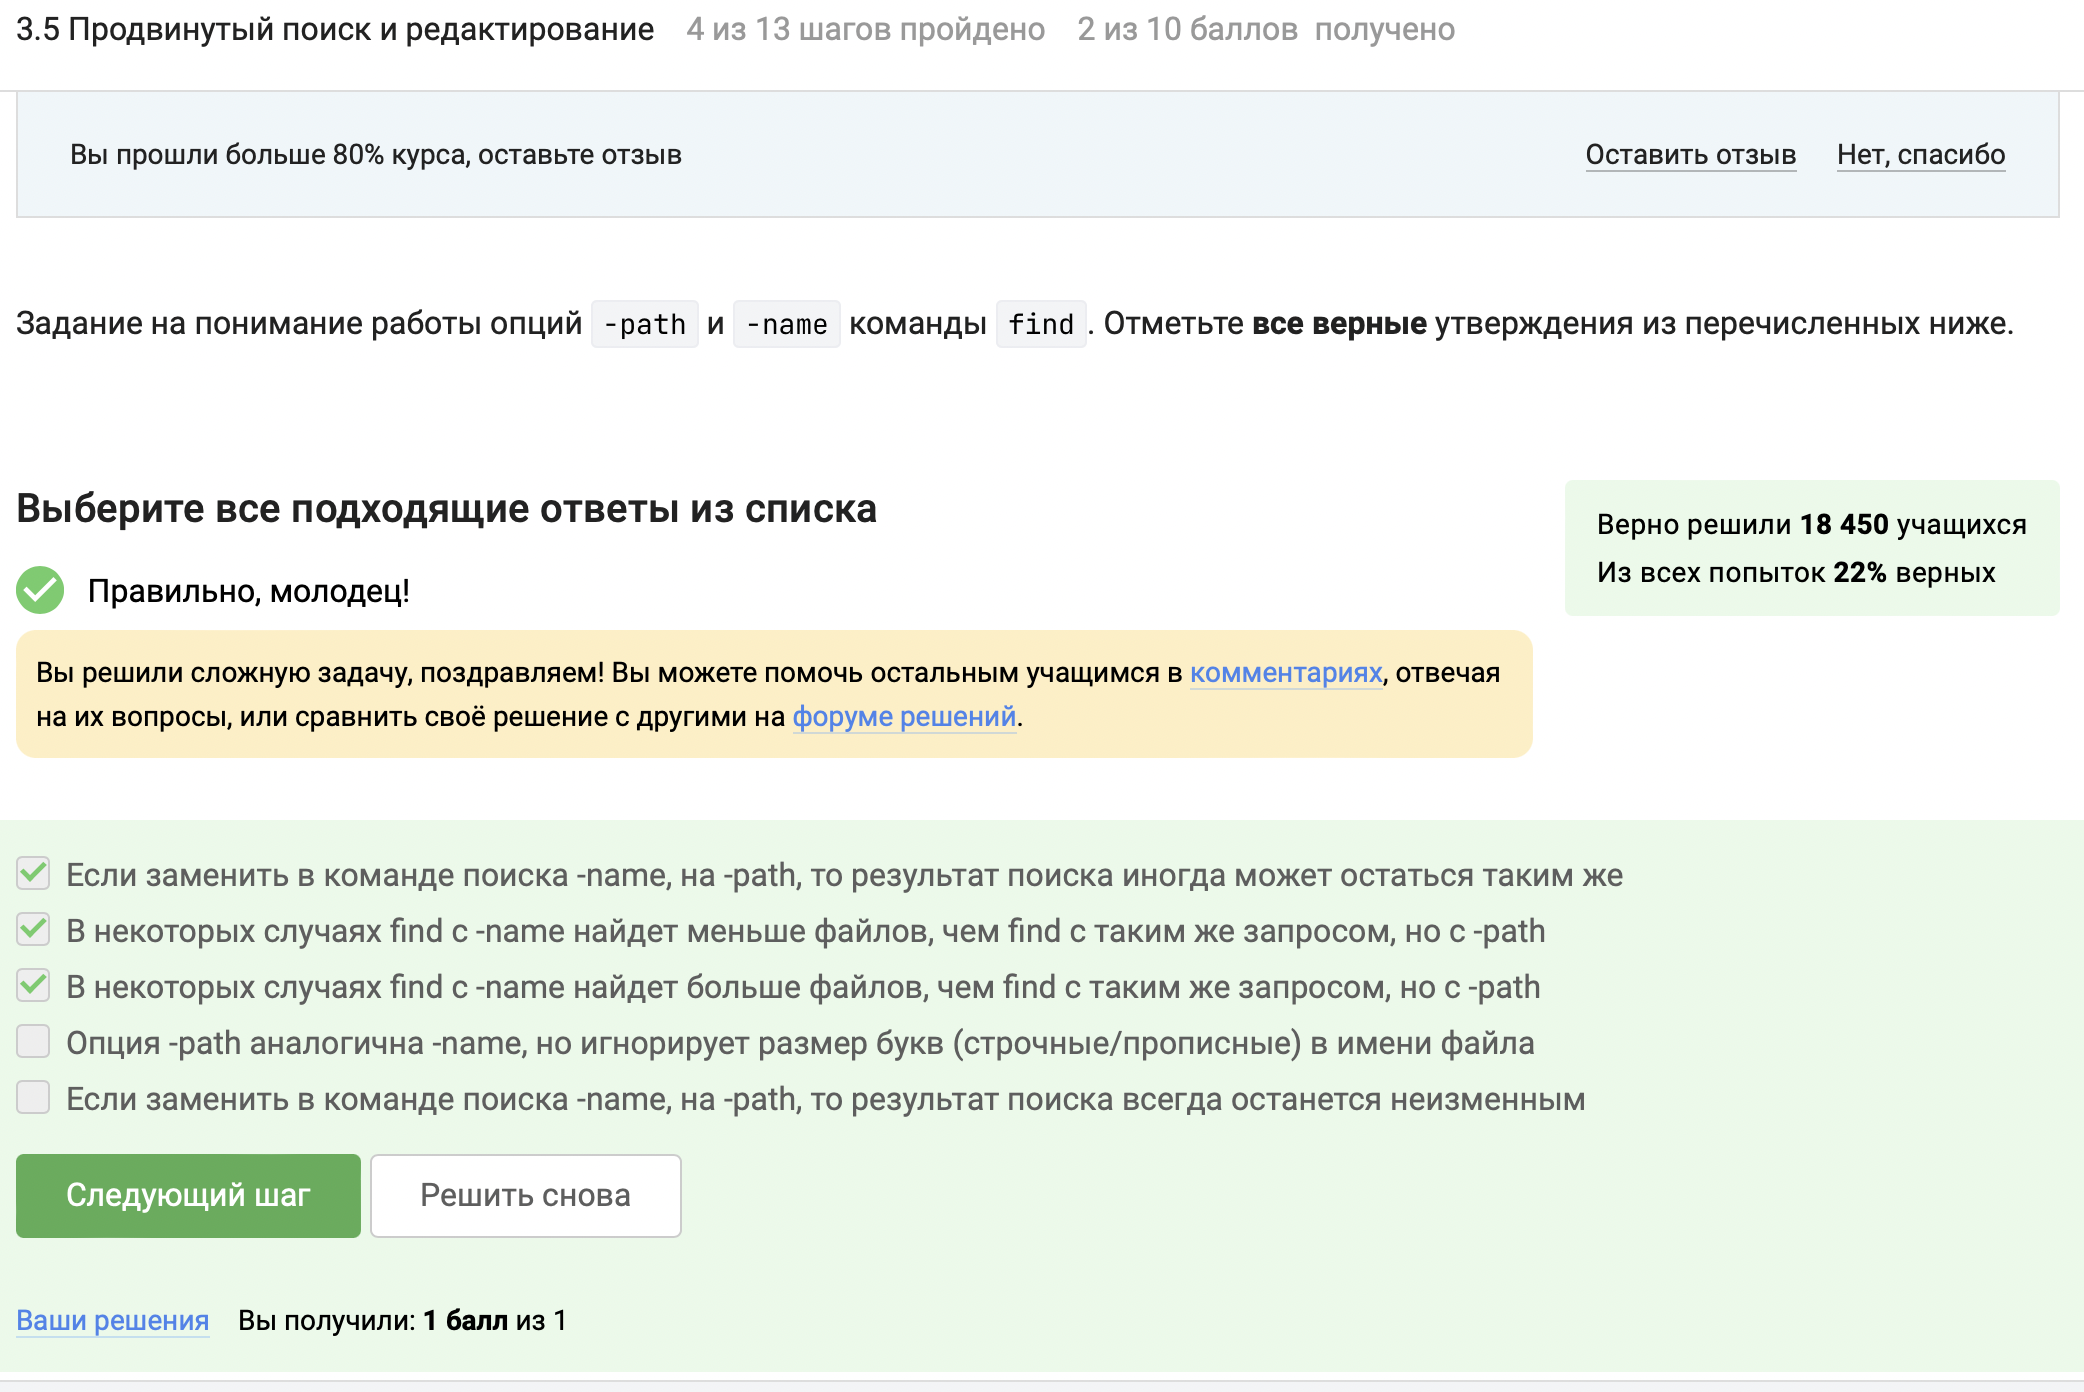 3.5 Продвинутый поиск и редактирование 4 из 13 шагов пройдено 2 из 10 баллов получено
Вы прошли больше 80% курса, оставьте отзыв Оставить отзыв Нет, спасибо
Задание на понимание работы опций -path и -name команды find. Отметьте все верные утверждения из перечисленных ниже.
Выберите все подходящие ответы из списка
Верно решили 18 450 учащихся
Из всех попыток 22% верных
Правильно, молодец!
Вы решили сложную задачу, поздравляем! Вы можете помочь остальным учащимся в комментариях, отвечая
на их вопросы, или сравнить своё решение с другими на форуме решений.
Если заменить в команде поиска -name, на -path, то результат поиска иногда может остаться таким же
В некоторых случаях find с -name найдет меньше файлов, чем find с таким же запросом, но с -path
В некоторых случаях find с -name найдет больше файлов, чем find с таким же запросом, но с -path
Опция -path аналогична -name, но игнорирует размер букв (строчные/прописные) в имени файла
Если заменить в команде поиска -name, на -path, то результат поиска всегда останется неизменным
Следующий шаг Решить снова
Ваши решения Вы получили: 1 балл из 1